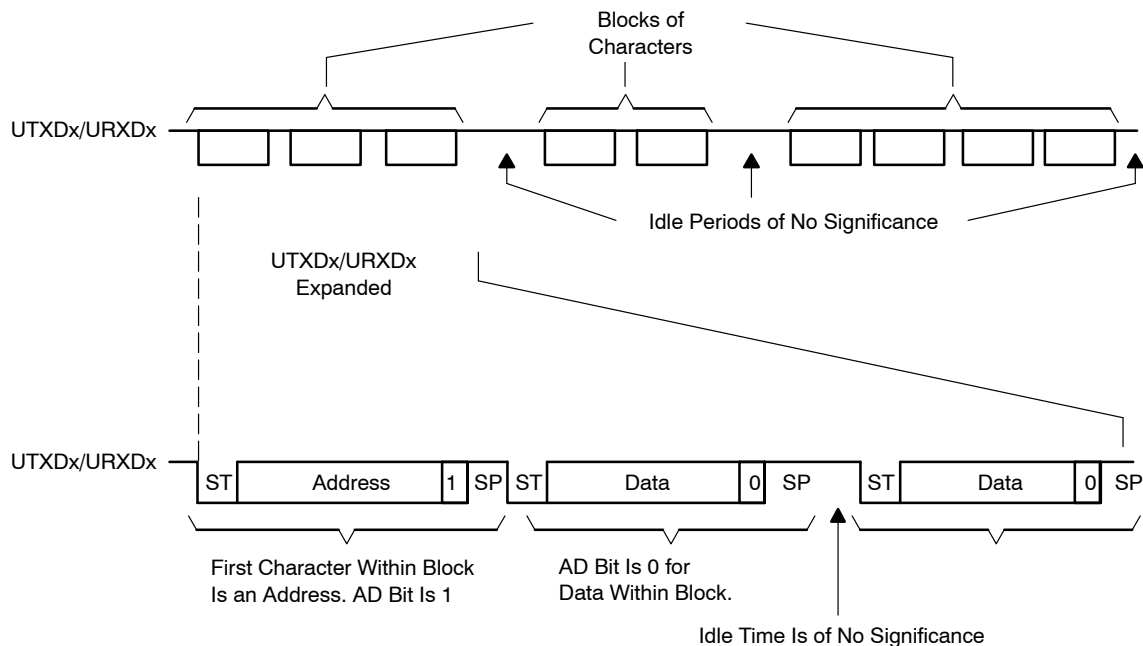 Blocks of
Characters
UTXDx/URXDx
Idle Periods of No Significance
UTXDx/URXDx
Expanded
UTXDx/URXDx
ST Address 1 SP ST Data 0 SP ST Data 0 SP
First Character Within Block
Is an Address. AD Bit Is 1
AD Bit Is 0 for
Data Within Block.
Idle Time Is of No Significance